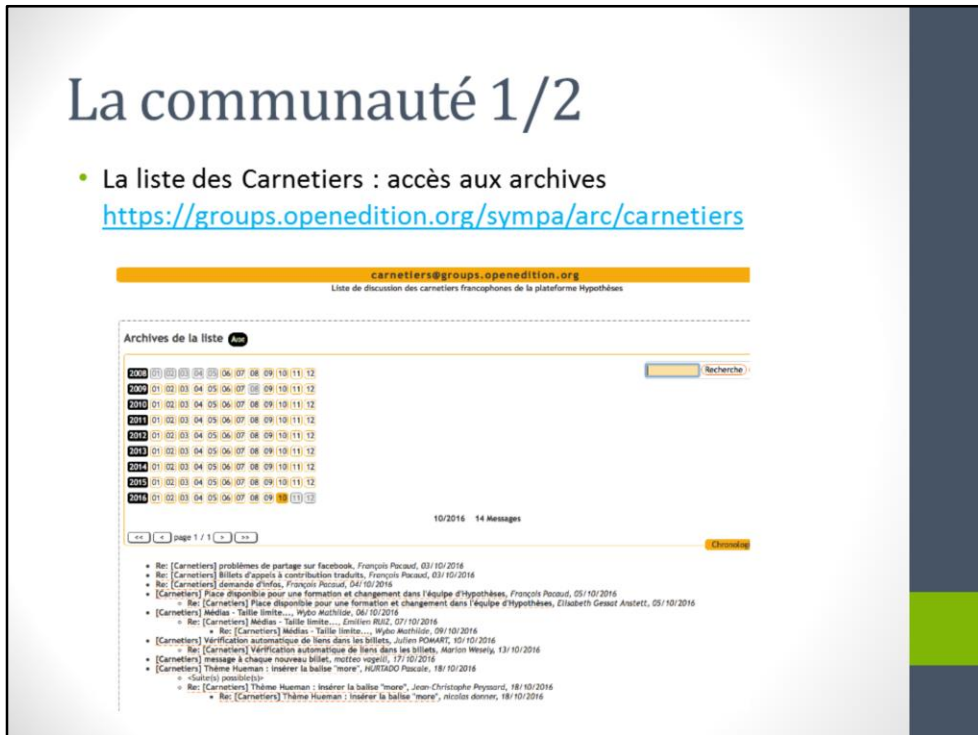 La communauté 1/2
• La liste des Carnetiers : accès aux archives
https://groups.openedition.org/sympa/arc/carnetiers
carnetiers@groups.openedition.org
Liste de discussion des carnetiers francophones de la plateforme Hypothèses
Archives de la liste
Recherche
2008 01 02 03 04 05 06 07 08 09 10 11 12
2009 01 02 03 04 05 06 07 08 09 10 11 12
2010 01 02 03 04 05 06 07 08 09 10 11 12
2011 01 02 03 04 05 06 07 08 09 10 11 12
2012 01 02 03 04 05 06 07 08 09 10 11 12
2013 01 02 03 04 05 06 07 08 09 10 11 12
2014 01 02 03 04 05 06 07 08 09 10 11 12
2015 01 02 03 04 05 06 07 08 09 10 11 12
2016 01 02 03 04 05 06 07 08 09 10 11 12
10/2016 14 Messages
<< < page 1 / 1 > >>
Chronolog
• Re: [Carnetiers] problèmes de partage sur facebook, François Pacaud, 03/10/2016
• Re: [Carnetiers] Billets d'appels à contribution traduits, François Pacaud, 03/10/2016
• Re: [Carnetiers] demande d'infos, François Pacaud, 04/10/2016
• [Carnetiers] Place disponible pour une formation et changement dans l'équipe d'Hypothèses, François Pacaud, 05/10/2016
○ Re: [Carnetiers] Place disponible pour une formation et changement dans l'équipe d'Hypothèses, Elisabeth Gessat Anstett, 05/10/2016
• [Carnetiers] Médias - Taille limite..., Wybo Mathilde, 06/10/2016
○ Re: [Carnetiers] Médias - Taille limite..., Emilien RUIZ, 07/10/2016
▪ Re: [Carnetiers] Médias - Taille limite..., Wybo Mathilde, 09/10/2016
• [Carnetiers] Vérification automatique de liens dans les billets, Julien POMART, 10/10/2016
○ Re: [Carnetiers] Vérification automatique de liens dans les billets, Marion Wesely, 13/10/2016
• [Carnetiers] message à chaque nouveau billet, matteo vagelli, 17/10/2016
• [Carnetiers] Thème Hueman : insérer la balise "more", HURTADO Pascale, 18/10/2016
○ <Suite(s) possible(s)>
○ Re: [Carnetiers] Thème Hueman : insérer la balise "more", Jean-Christophe Peyssard, 18/10/2016
▪ Re: [Carnetiers] Thème Hueman : insérer la balise "more", nicolas donner, 18/10/2016